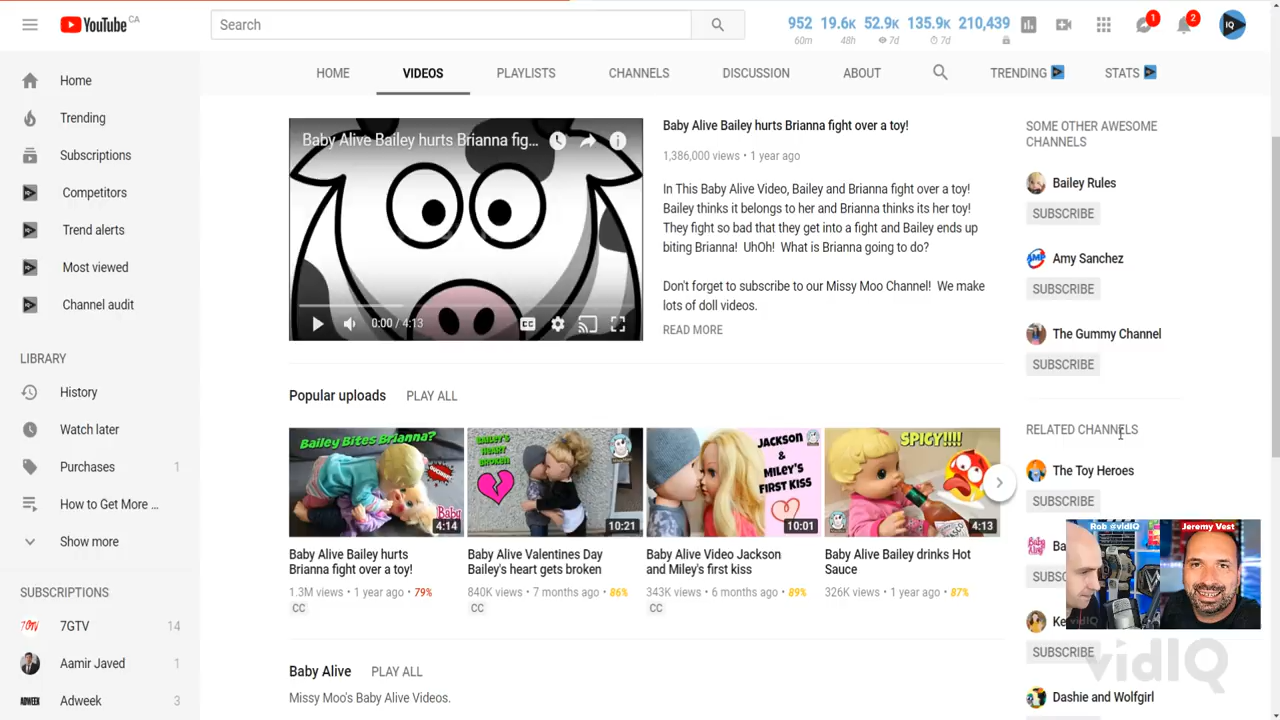 YouTube CA
Search
952 19.6K 52.9K 135.9K 210,439
60m 48h 7d 7d
1
2
IQ
HOME VIDEOS PLAYLISTS CHANNELS DISCUSSION ABOUT TRENDING STATS
Home
Trending
Subscriptions
Competitors
Trend alerts
Most viewed
Channel audit
LIBRARY
History
Watch later
Purchases 1
How to Get More ...
Show more
SUBSCRIPTIONS
7GTV 14
Aamir Javed 1
ADWEEK
Adweek 3
Baby Alive Bailey hurts Brianna fig...
0:00 / 4:13
CC
Baby Alive Bailey hurts Brianna fight over a toy!
1,386,000 views • 1 year ago
In This Baby Alive Video, Bailey and Brianna fight over a toy!
Bailey thinks it belongs to her and Brianna thinks its her toy!
They fight so bad that they get into a fight and Bailey ends up
biting Brianna! UhOh! What is Brianna going to do?
Don't forget to subscribe to our Missy Moo Channel! We make
lots of doll videos.
READ MORE
Popular uploads PLAY ALL
Bailey Bites Brianna?
Baby
4:14
BAILEY'S
HEART
BROKEN
10:21
JACKSON
&
MILEY'S
FIRST KISS
10:01
SPICY!!!!
4:13
Baby Alive Bailey hurts
Brianna fight over a toy!
1.3M views • 1 year ago • 79%
CC
Baby Alive Valentines Day
Bailey's heart gets broken
840K views • 7 months ago • 86%
CC
Baby Alive Video Jackson
and Miley's first kiss
343K views • 6 months ago • 89%
CC
Baby Alive Bailey drinks Hot
Sauce
326K views • 1 year ago • 87%
Baby Alive PLAY ALL
Missy Moo's Baby Alive Videos.
SOME OTHER AWESOME
CHANNELS
Bailey Rules
SUBSCRIBE
AMP
Amy Sanchez
SUBSCRIBE
The Gummy Channel
SUBSCRIBE
RELATED CHANNELS
The Toy Heroes
SUBSCRIBE
Ba
SUBSC
Ke
SUBSCRIBE
Dashie and Wolfgirl
Rob @vidIQ
Jeremy Vest
vidIQ
vidIQ